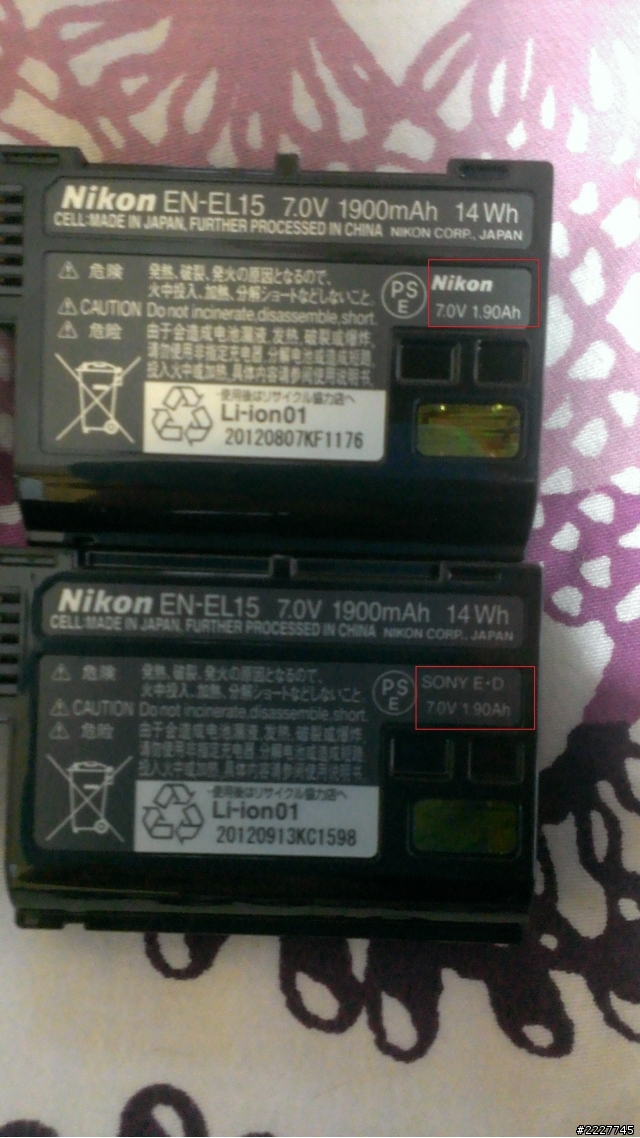 Nikon EN-EL15 7.0V 1900mAh 14Wh
CELL:MADE IN JAPAN, FURTHER PROCESSED IN CHINA NIKON CORP., JAPAN
危険
発熱、破裂、発火の原因となるので、
火中投入、加熱、分解ショートなどしないこと。
CAUTION Do not incinerate, disassemble, short.
危险
由于会造成电池漏液、发热、破裂或爆炸
请勿使用非指定充电器、分解电池或造成短路、
投入火中或加热。具体内容请参阅使用说明书。
PS
E
Nikon
7.0V 1.90Ah
使用後はリサイクル協力店へ
Li-ion01
20120807KF1176
Nikon EN-EL15 7.0V 1900mAh 14Wh
CELL:MADE IN JAPAN, FURTHER PROCESSED IN CHINA NIKON CORP., JAPAN
危険
発熱、破裂、発火の原因となるので、
火中投入、加熱、分解ショートなどしないこと。
CAUTION Do not incinerate, disassemble, short.
危险
由于会造成电池漏液、发热、破裂或爆炸
请勿使用非指定充电器、分解电池或造成短路、
投入火中或加热。具体内容请参阅使用说明书。
PS
E
SONY E・D
7.0V 1.90Ah
使用後はリサイクル協力店へ
Li-ion01
20120913KC1598
#2227745